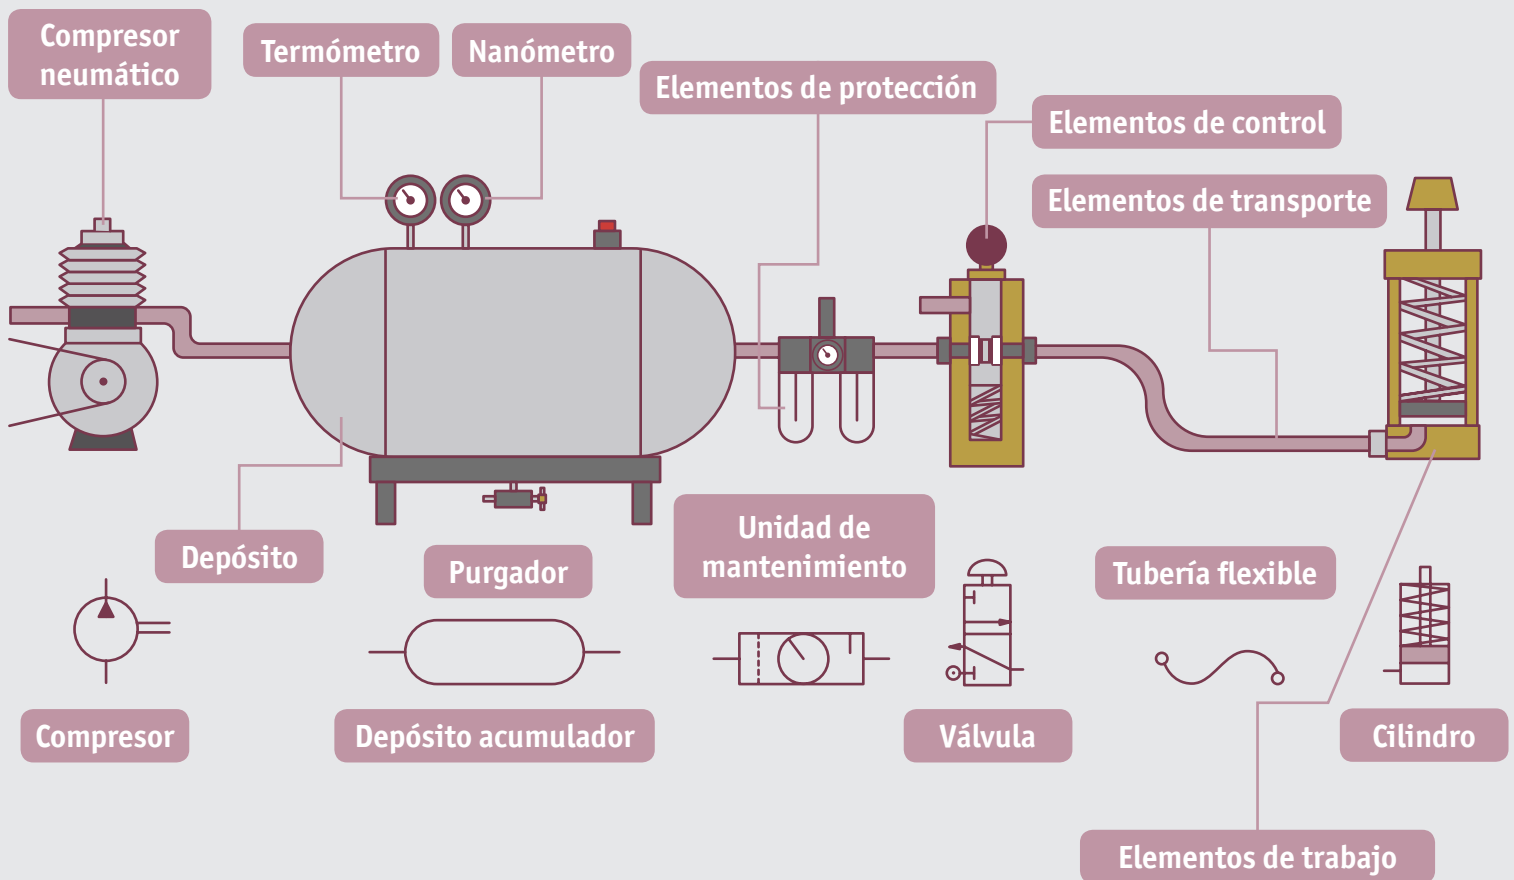 Compresor
neumático
Termómetro
Nanómetro
Elementos de protección
Elementos de control
Elementos de transporte
Depósito
Purgador
Unidad de
mantenimiento
Tubería flexible
Compresor
Depósito acumulador
Válvula
Cilindro
Elementos de trabajo